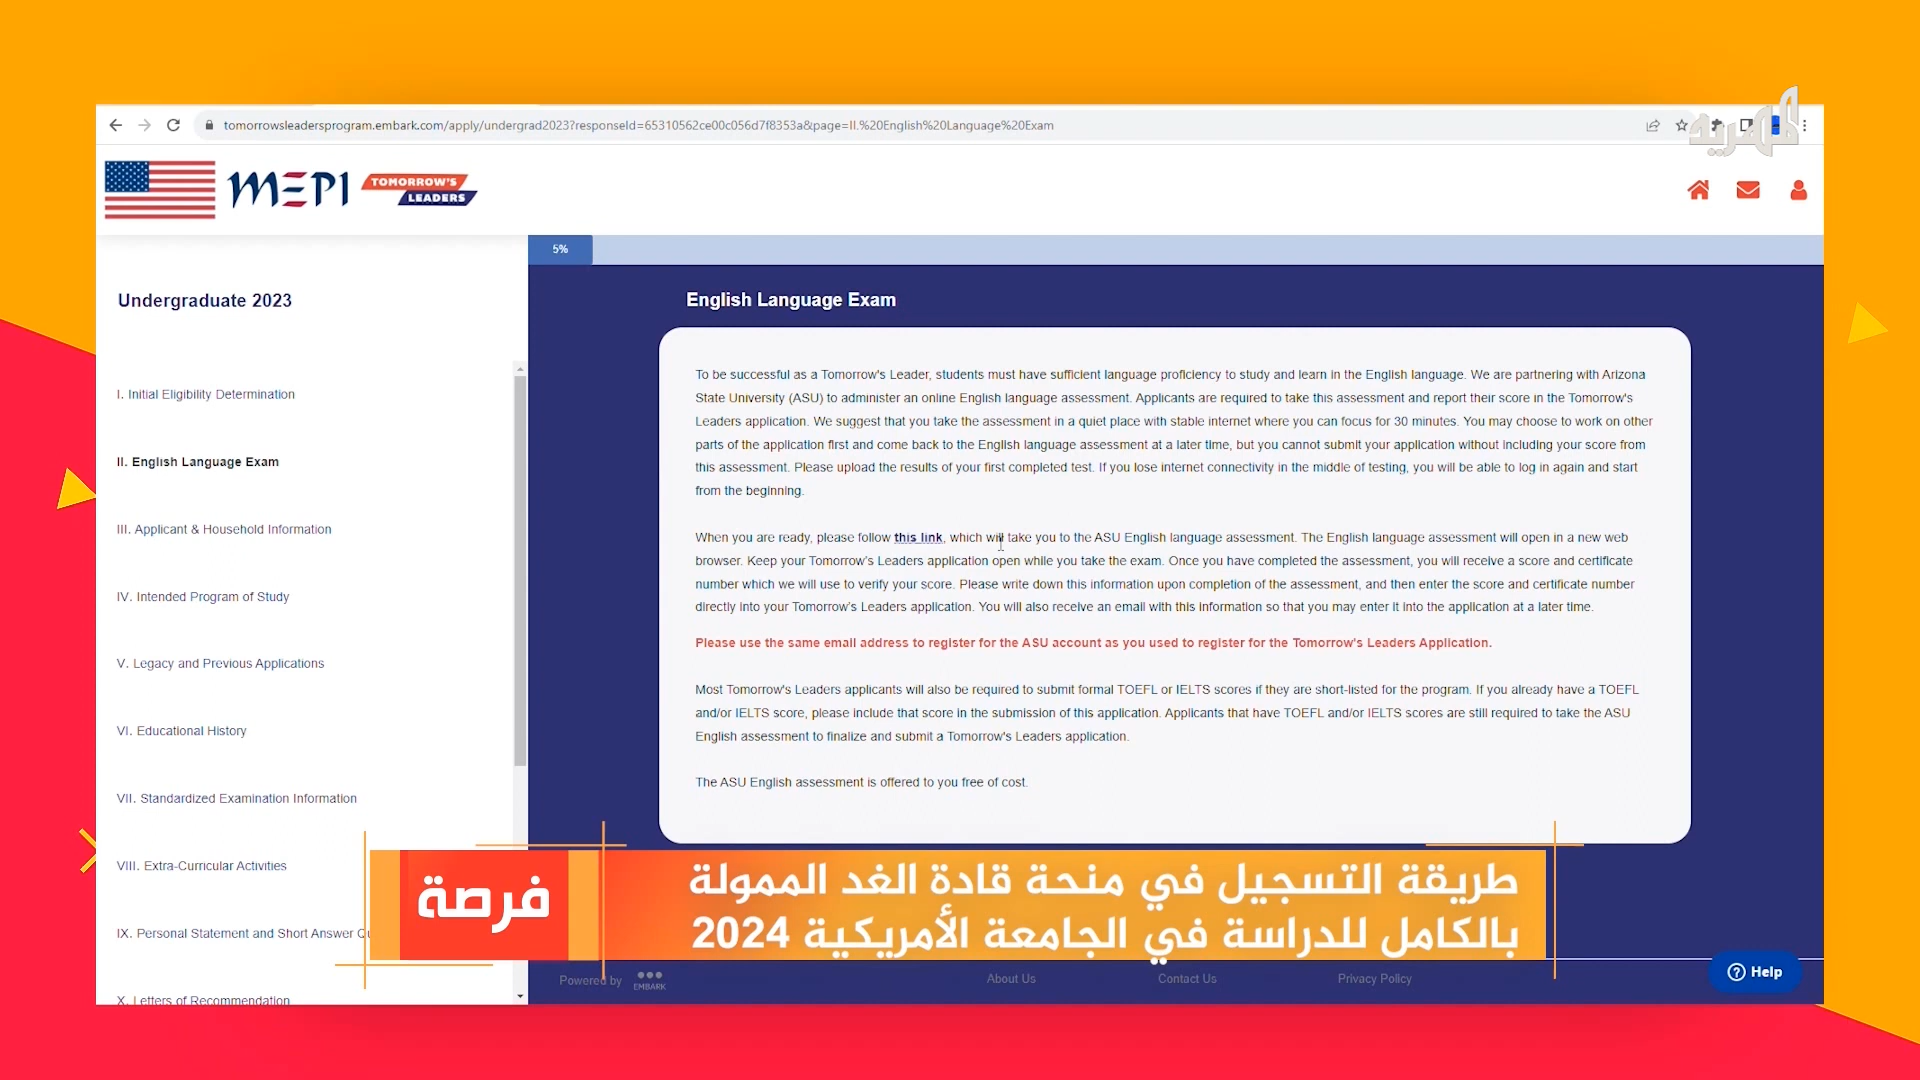 tomorrowsleadersprogram.embark.com/apply/undergrad2023?responseId=65310562ce00c056d7f8353a&page=II.%20English%20Language%20Exam
المهرية
MEPI
TOMORROW'S
LEADERS
5%
Undergraduate 2023
I. Initial Eligibility Determination
II. English Language Exam
III. Applicant & Household Information
IV. Intended Program of Study
V. Legacy and Previous Applications
VI. Educational History
VII. Standardized Examination Information
VIII. Extra-Curricular Activities
IX. Personal Statement and Short Answer Qu
X. Letters of Recommendation
English Language Exam
To be successful as a Tomorrow's Leader, students must have sufficient language proficiency to study and learn in the English language. We are partnering with Arizona
State University (ASU) to administer an online English language assessment. Applicants are required to take this assessment and report their score in the Tomorrow's
Leaders application. We suggest that you take the assessment in a quiet place with stable internet where you can focus for 30 minutes. You may choose to work on other
parts of the application first and come back to the English language assessment at a later time, but you cannot submit your application without including your score from
this assessment. Please upload the results of your first completed test. If you lose internet connectivity in the middle of testing, you will be able to log in again and start
from the beginning.
When you are ready, please follow this link, which will take you to the ASU English language assessment. The English language assessment will open in a new web
browser. Keep your Tomorrow's Leaders application open while you take the exam. Once you have completed the assessment, you will receive a score and certificate
number which we will use to verify your score. Please write down this information upon completion of the assessment, and then enter the score and certificate number
directly into your Tomorrow's Leaders application. You will also receive an email with this information so that you may enter it into the application at a later time.
Please use the same email address to register for the ASU account as you used to register for the Tomorrow's Leaders Application.
Most Tomorrow's Leaders applicants will also be required to submit formal TOEFL or IELTS scores if they are short-listed for the program. If you already have a TOEFL
and/or IELTS score, please include that score in the submission of this application. Applicants that have TOEFL and/or IELTS scores are still required to take the ASU
English assessment to finalize and submit a Tomorrow's Leaders application.
The ASU English assessment is offered to you free of cost.
فرصة
طريقة التسجيل في منحة قادة الغد الممولة
بالكامل للدراسة في الجامعة الأمريكية 2024
Powered by EMBARK
About Us
Contact Us
Privacy Policy
Help